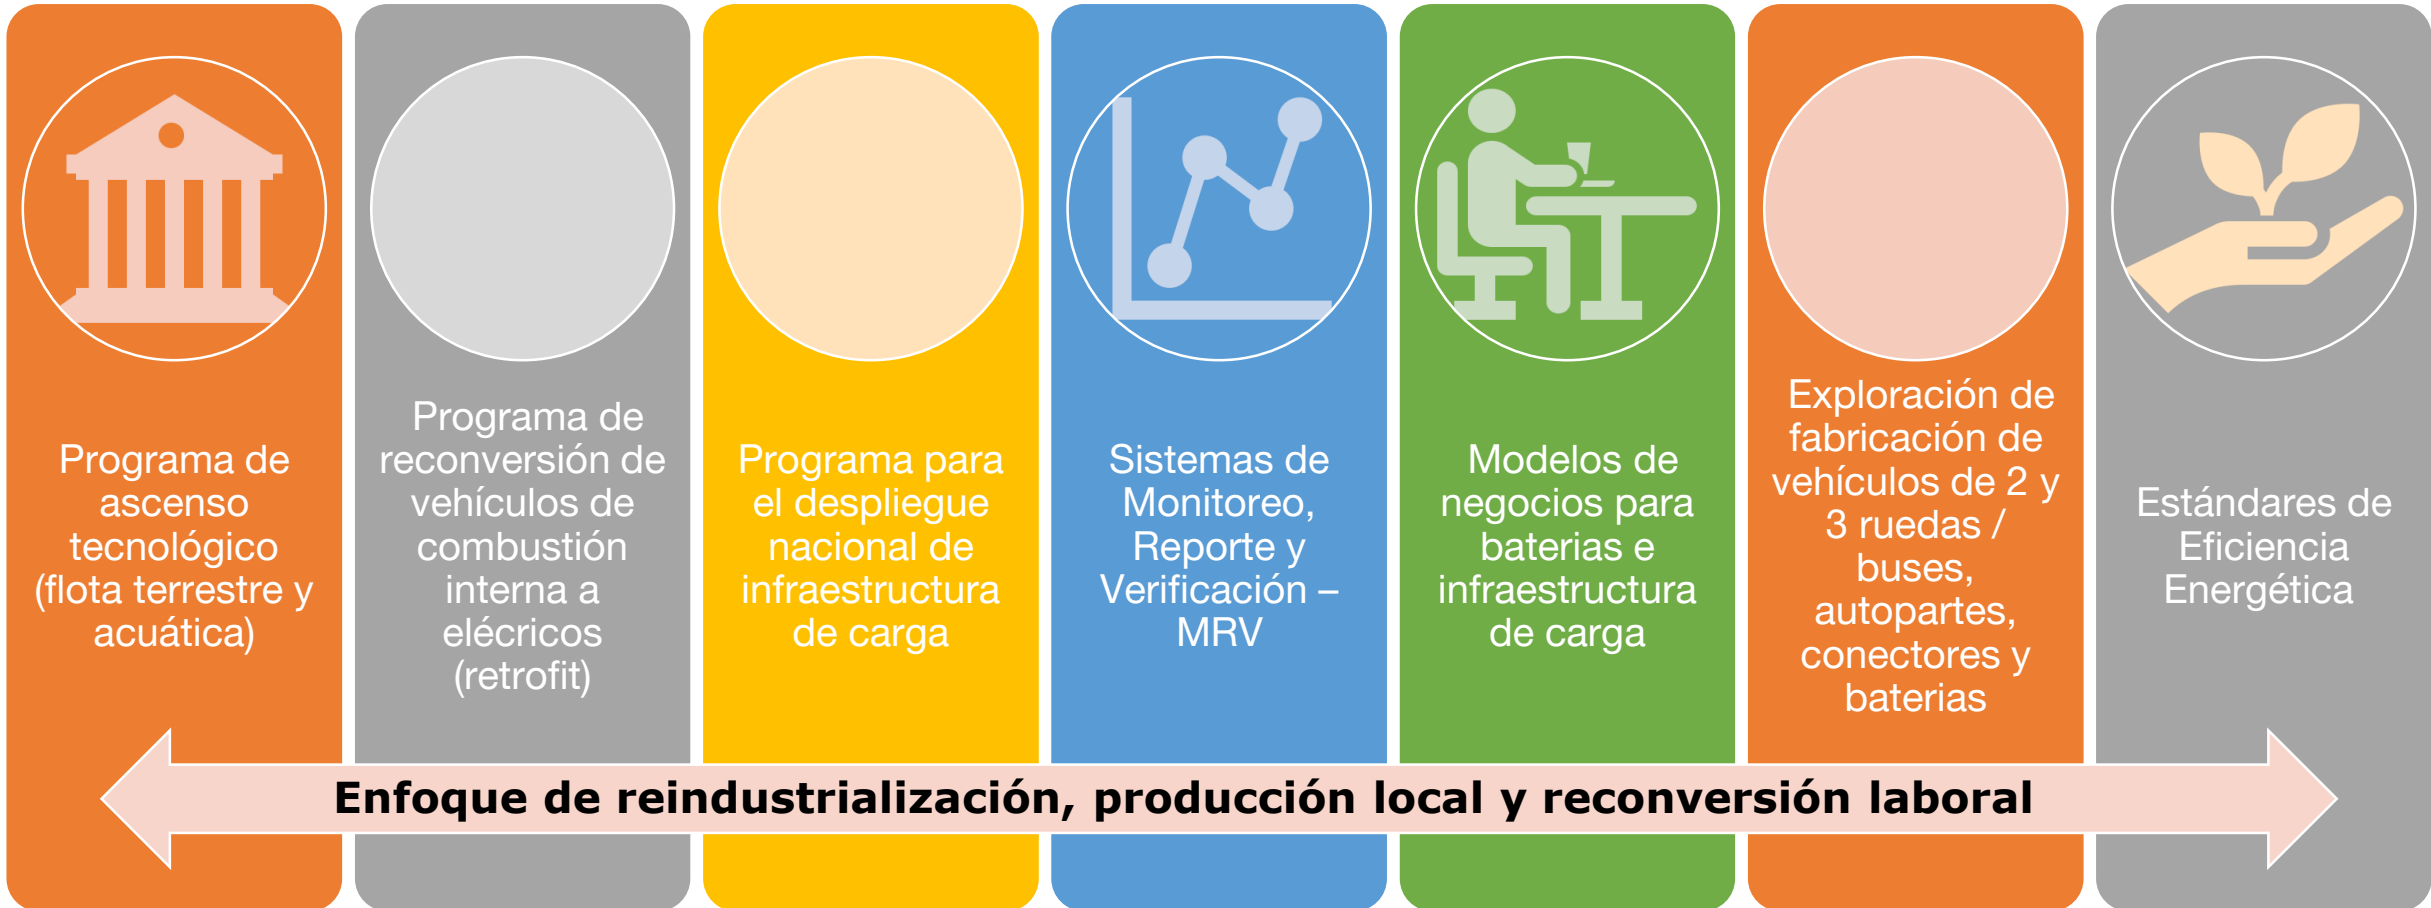 Programa de
ascenso
tecnológico
(flota terrestre y
acuática)
Programa de
reconversión de
vehículos de
combustión
interna a
elécricos
(retrofit)
Programa para
el despliegue
nacional de
infraestructura
de carga
Sistemas de
Monitoreo,
Reporte y
Verificación –
MRV
Modelos de
negocios para
baterias e
infraestructura
de carga
Exploración de
fabricación de
vehículos de 2 y
3 ruedas /
buses,
autopartes,
conectores y
baterias
Estándares de
Eficiencia
Energética
Enfoque de reindustrialización, producción local y reconversión laboral